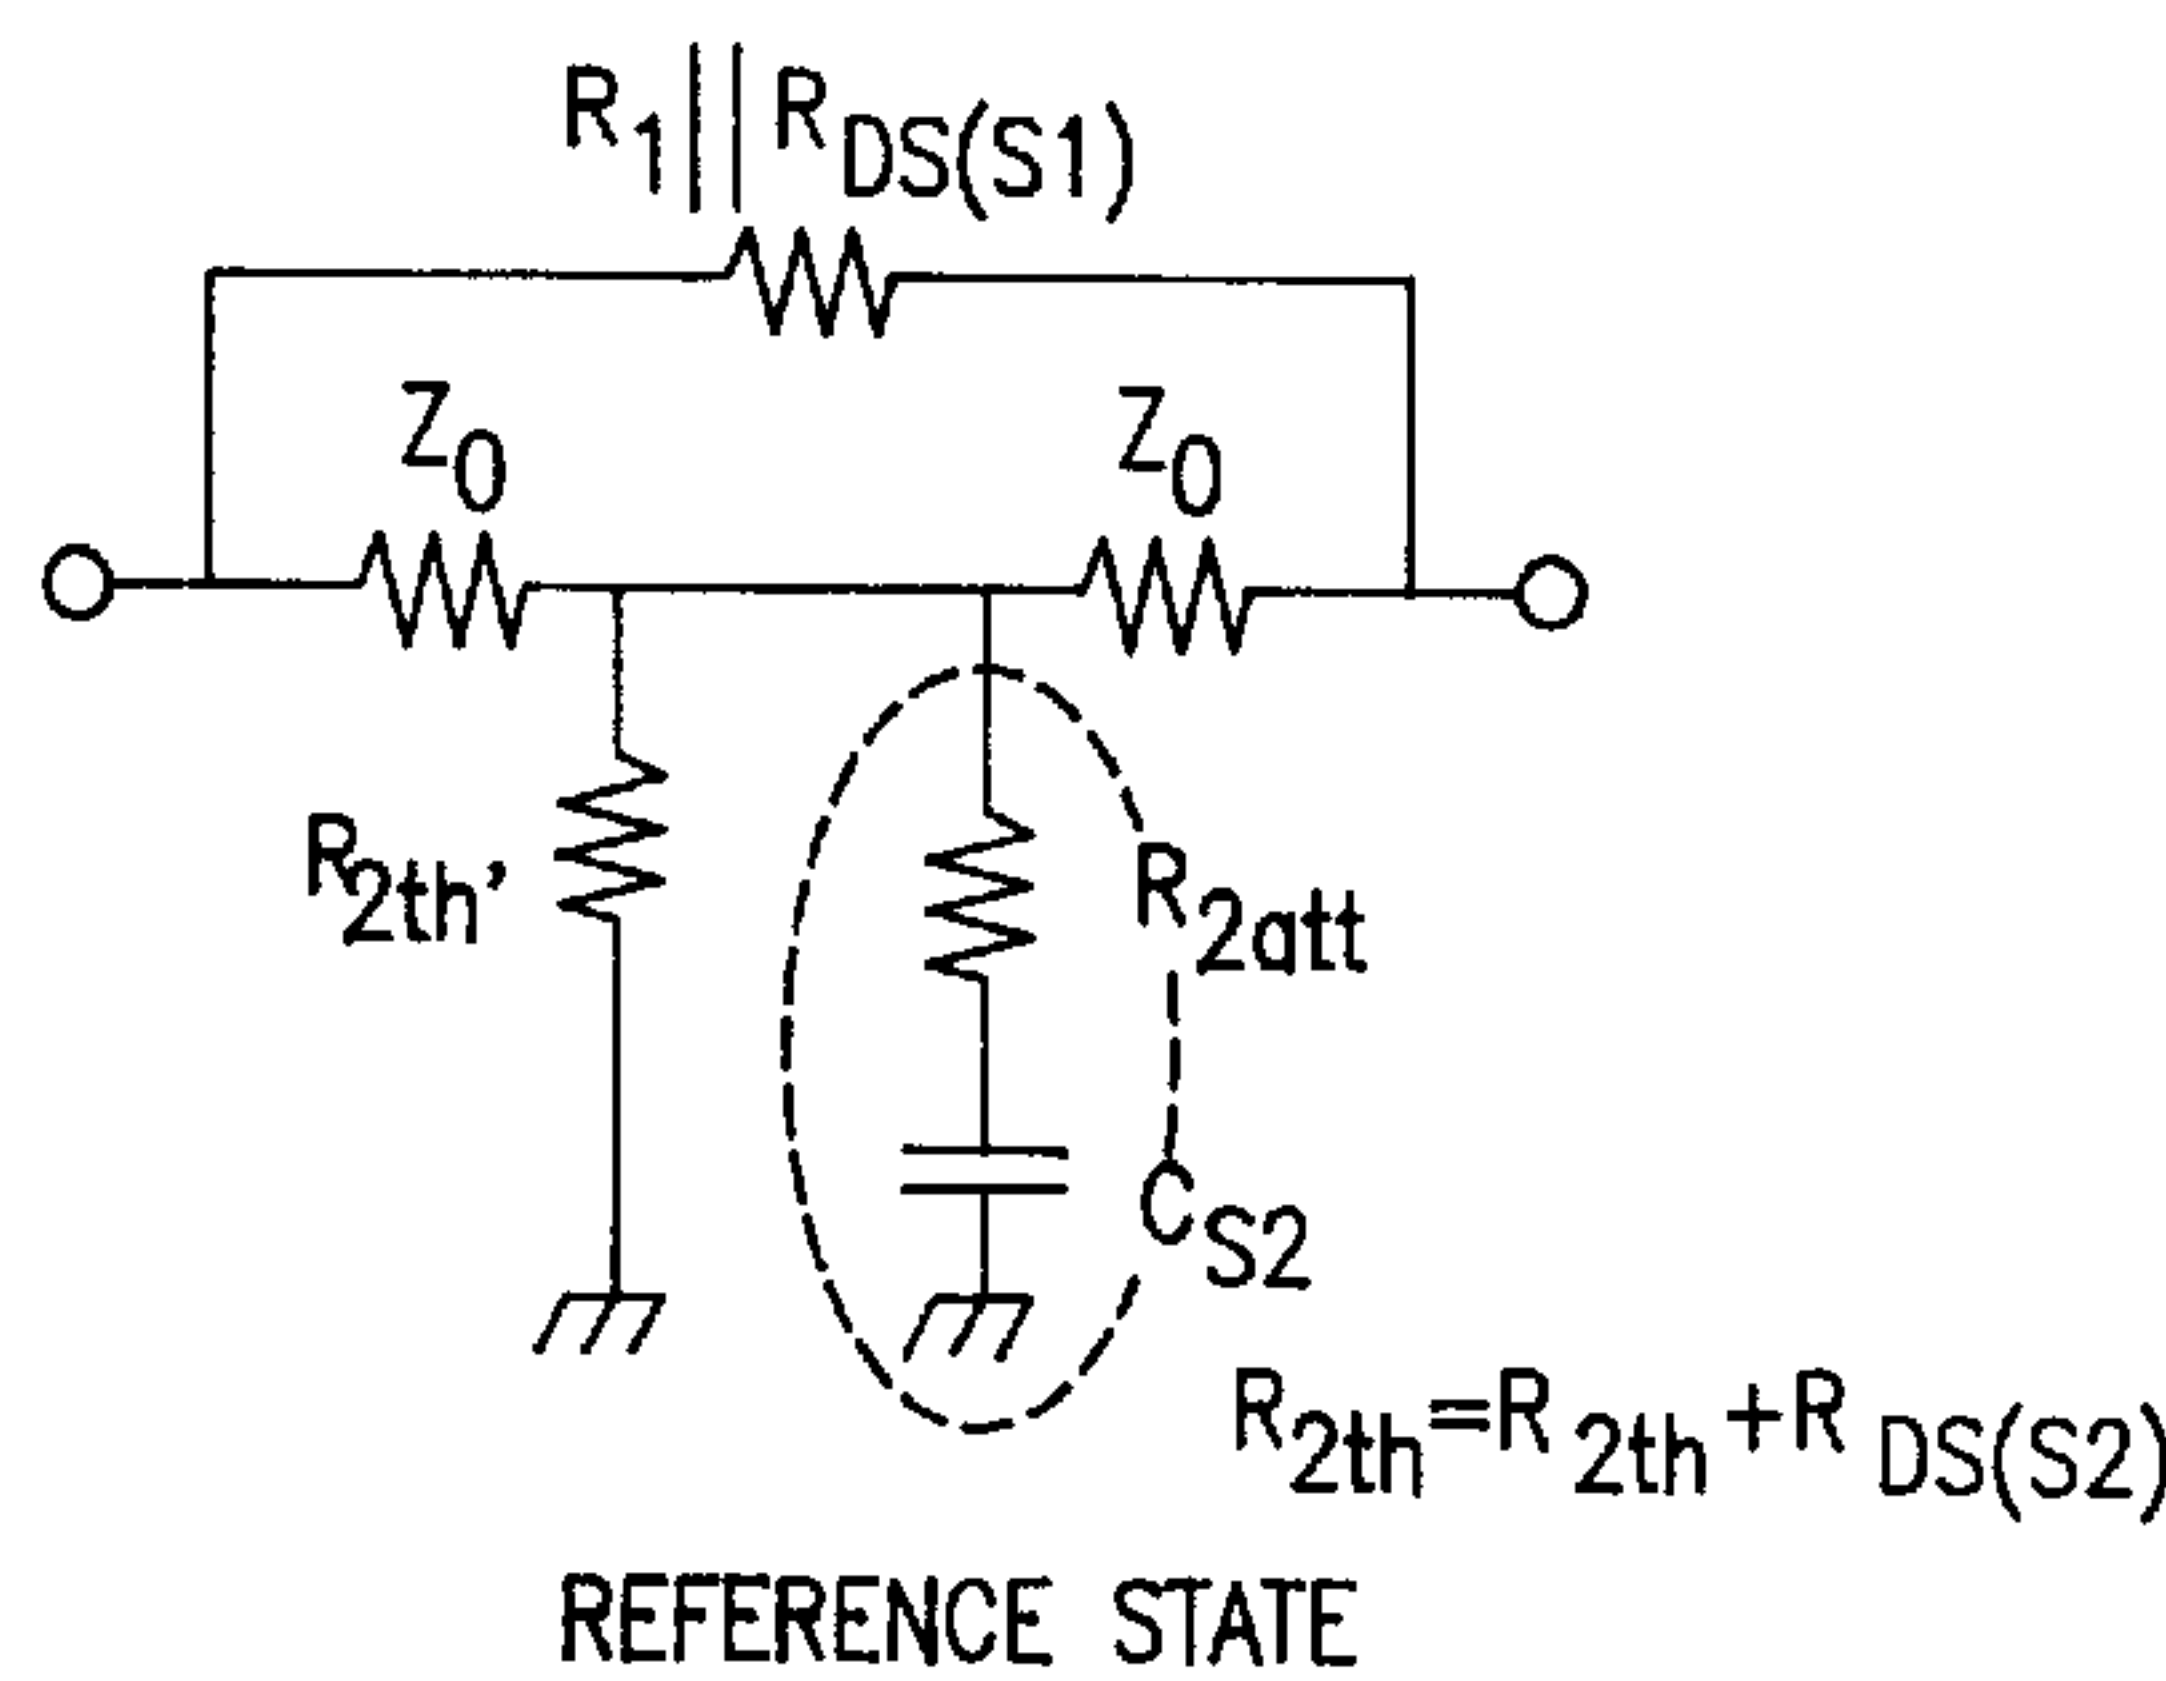 R1||RDS(S1)
Z0
Z0
R2th'
R2att
CS2
R2th=R2th+RDS(S2)
REFERENCE STATE